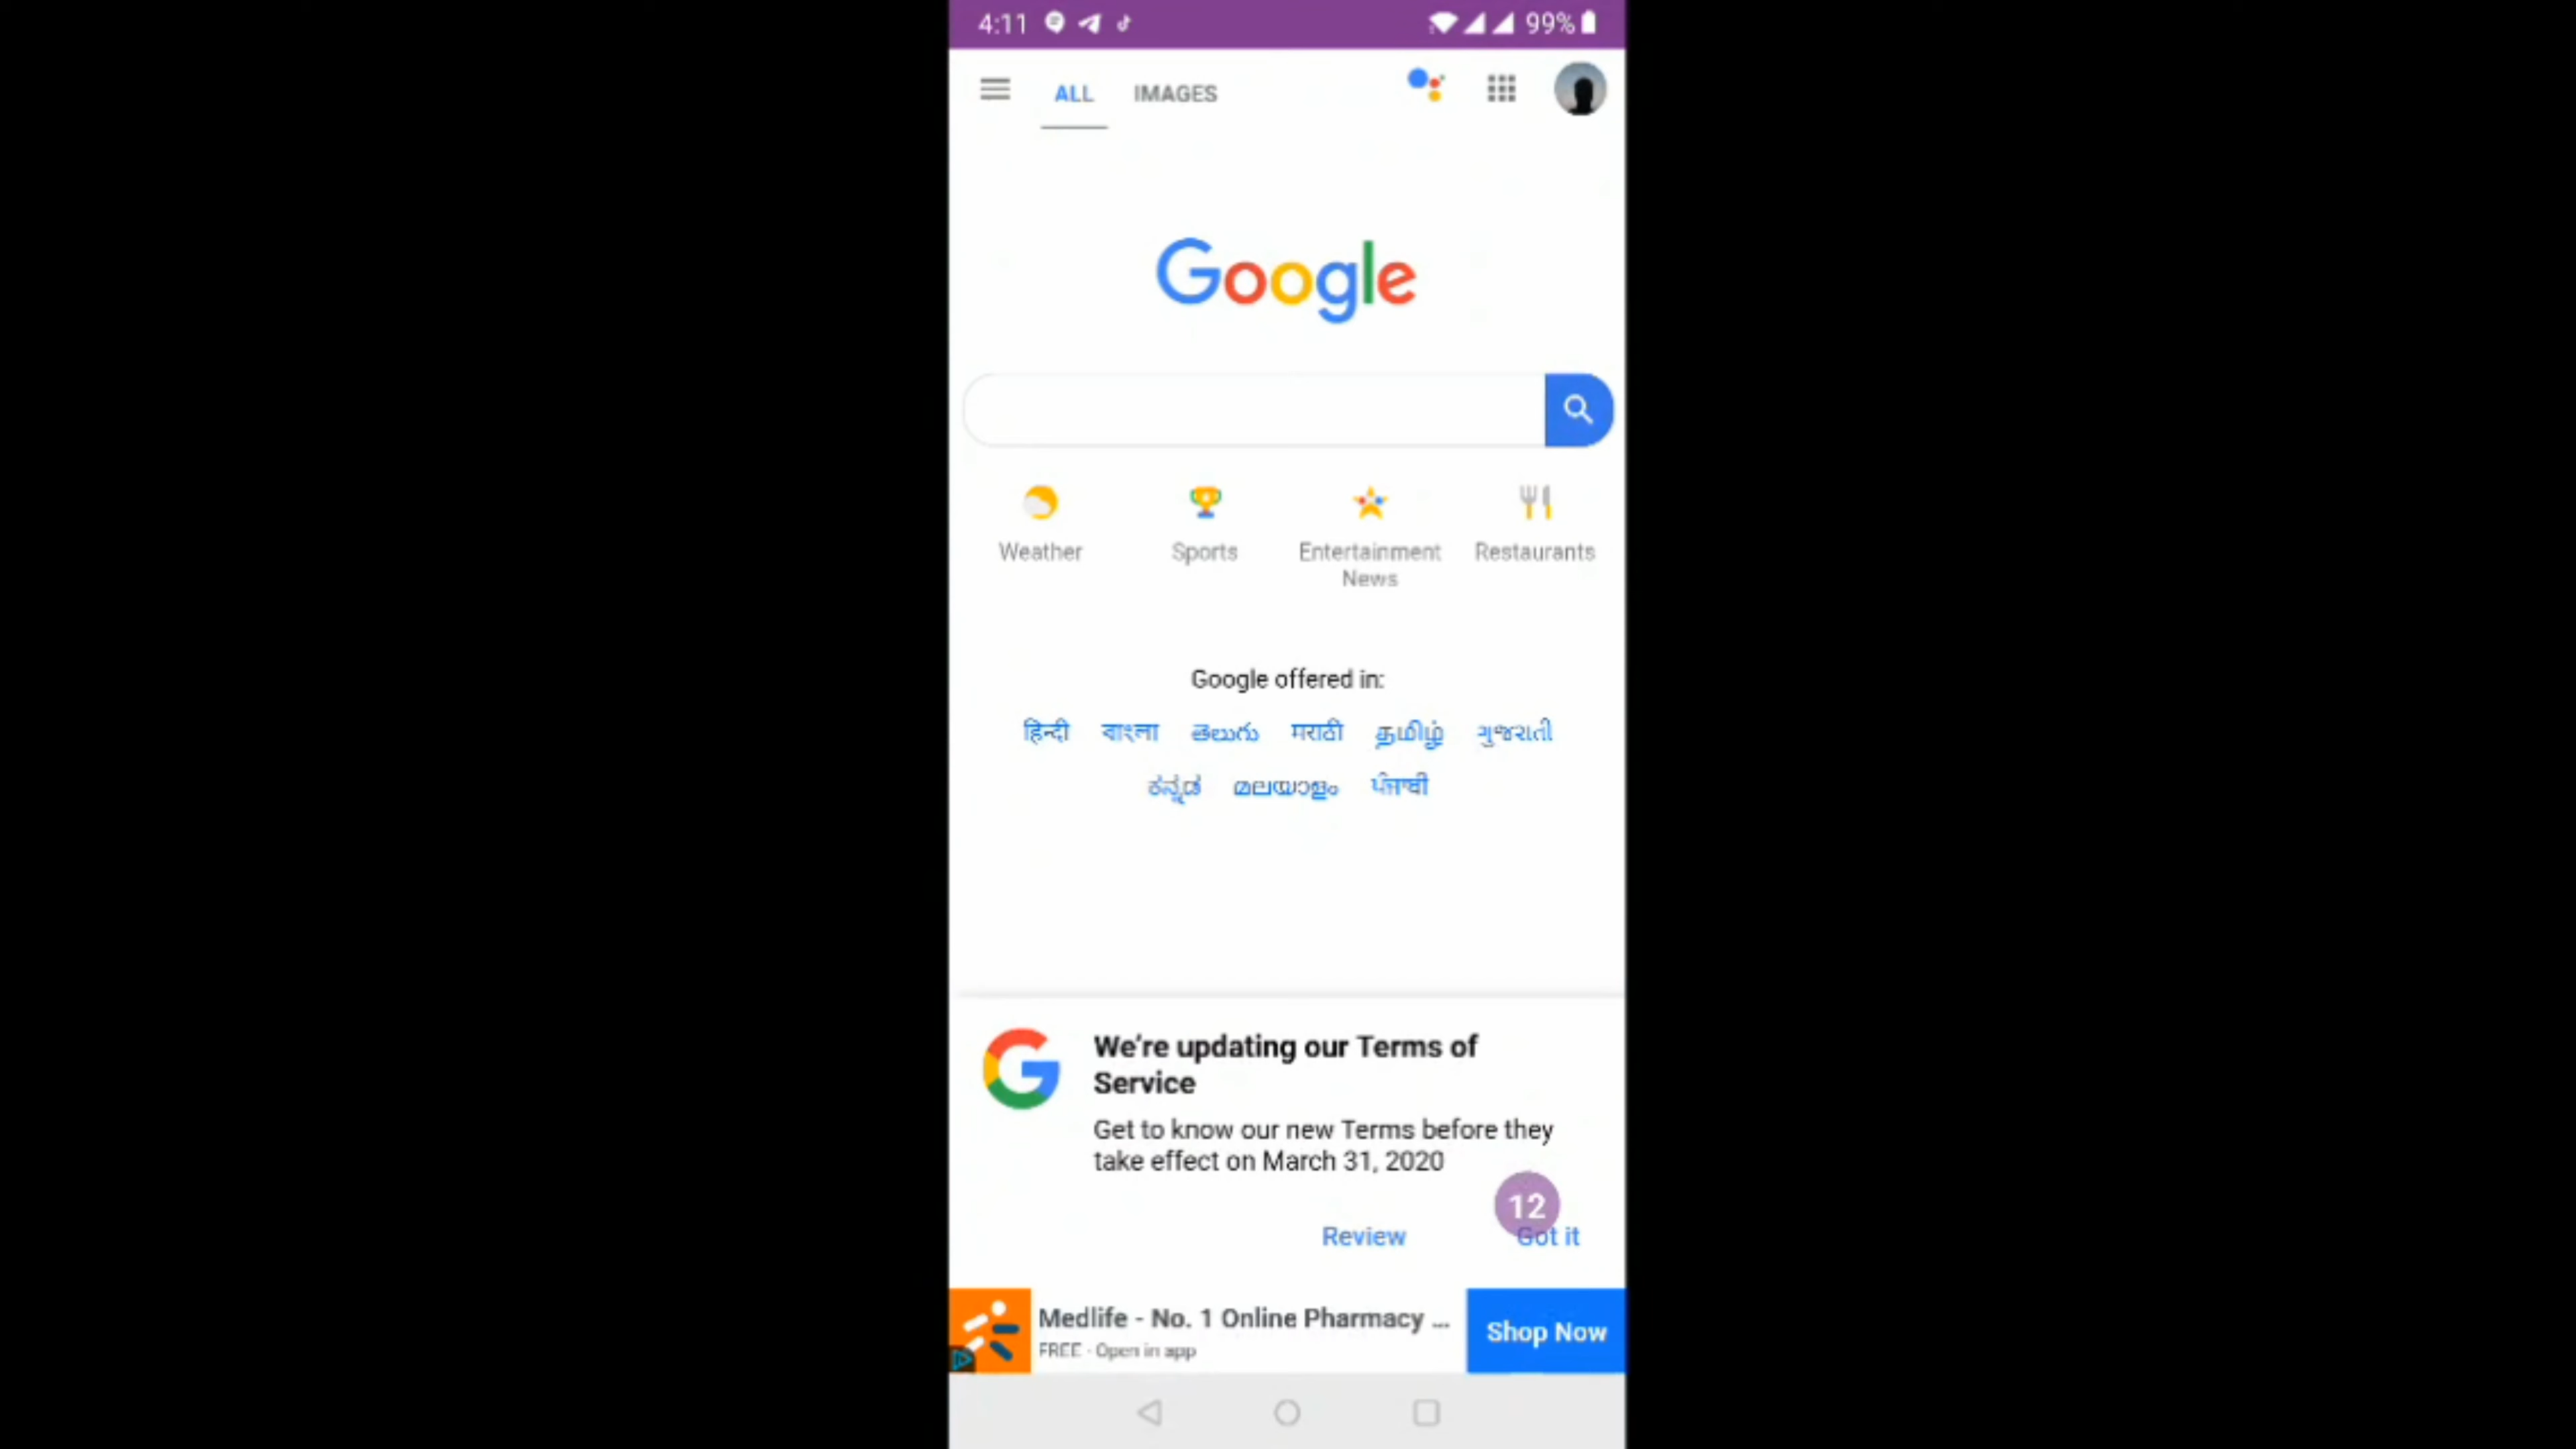 4:11 99%
ALL IMAGES
Google
Weather Sports Entertainment News Restaurants
Google offered in:
हिन्दी বাংলা తెలుగు मराठी தமிழ் ગુજરાતી
ಕನ್ನಡ മലയാളം ਪੰਜਾਬੀ
We're updating our Terms of
Service
Get to know our new Terms before they
take effect on March 31, 2020
12
Review Got it
Medlife - No. 1 Online Pharmacy ...
FREE · Open in app
Shop Now